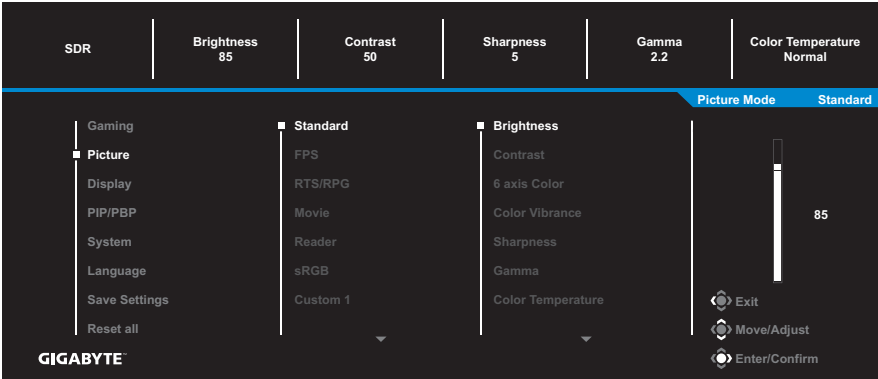 SDR
Brightness
85
Contrast
50
Sharpness
5
Gamma
2.2
Color Temperature
Normal
Picture Mode Standard
Gaming
Picture
Display
PIP/PBP
System
Language
Save Settings
Reset all
Standard
FPS
RTS/RPG
Movie
Reader
sRGB
Custom 1
Brightness
Contrast
6 axis Color
Color Vibrance
Sharpness
Gamma
Color Temperature
85
Exit
Move/Adjust
Enter/Confirm
GIGABYTE™